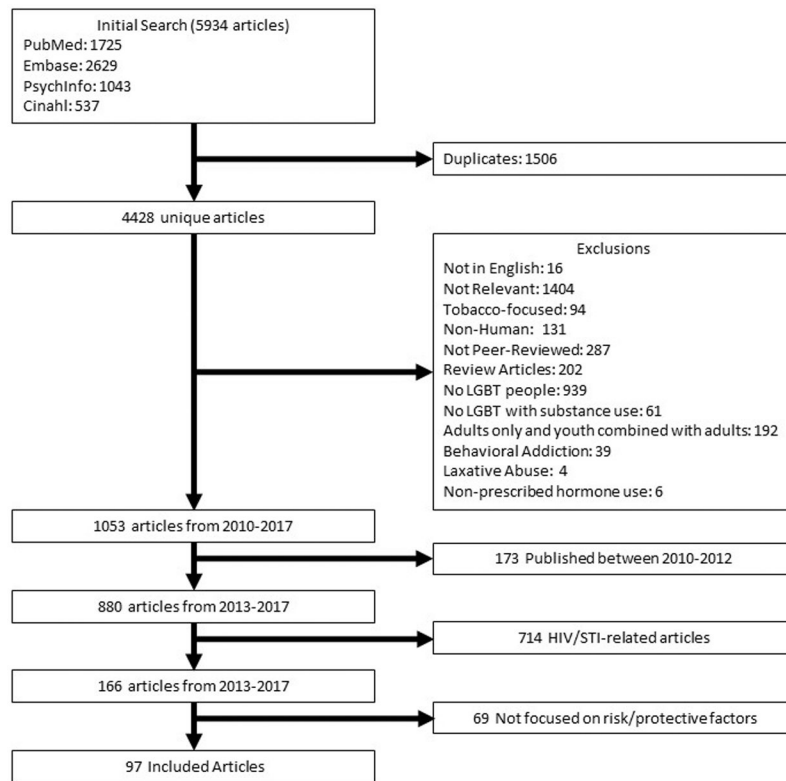 Initial Search (5934 articles)
PubMed: 1725
Embase: 2629
PsychInfo: 1043
Cinahl: 537
Duplicates: 1506
4428 unique articles
Exclusions
Not in English: 16
Not Relevant: 1404
Tobacco-focused: 94
Non-Human: 131
Not Peer-Reviewed: 287
Review Articles: 202
No LGBT people: 939
No LGBT with substance use: 61
Adults only and youth combined with adults: 192
Behavioral Addiction: 39
Laxative Abuse: 4
Non-prescribed hormone use: 6
1053 articles from 2010-2017
173 Published between 2010-2012
880 articles from 2013-2017
714 HIV/STI-related articles
166 articles from 2013-2017
69 Not focused on risk/protective factors
97 Included Articles